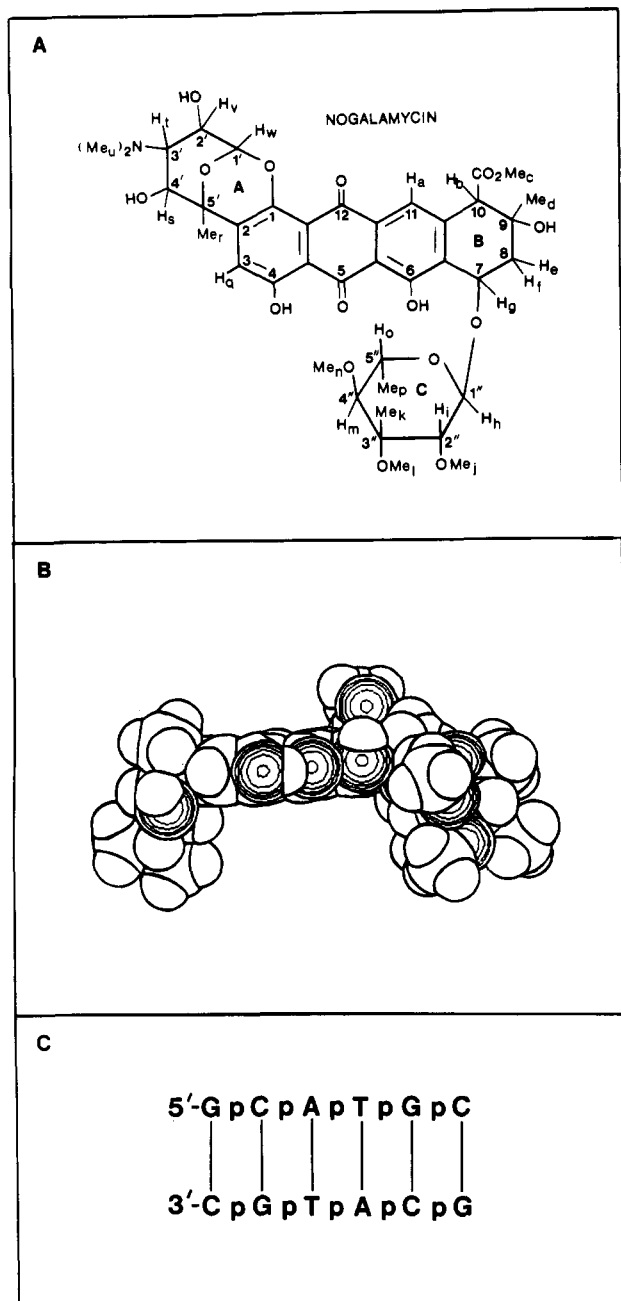 A
NOGALAMYCIN
HO
Hv
Ht
Hw
(Meu)2N
3'
2'
1'
O
O
A
4'
HO
Hs
5'
Mer
2
1
3
Hq
4
OH
O
12
5
O
Ha
11
6
OH
Hb
CO2Mec
10
Med
9
OH
B
8
He
Hf
7
Hg
O
Ho
5''
O
Men O
Mep
C
4''
Mek
Hi
1''
Hm
Hh
3''
2''
OMel
OMej
B
C
5'-GpCpApTpGpC
3'-CpGpTpApCpG